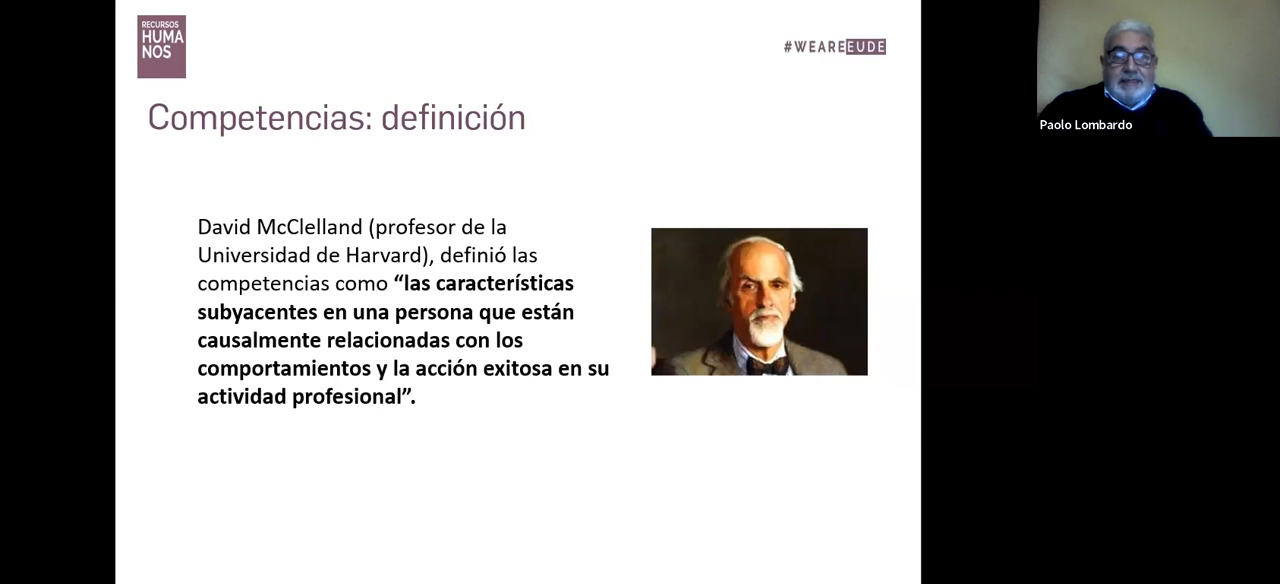 RECURSOS
HUMA
NOS
#WEAREEUDE
Paolo Lombardo
Competencias: definición
David McClelland (profesor de la
Universidad de Harvard), definió las
competencias como “las características
subyacentes en una persona que están
causalmente relacionadas con los
comportamientos y la acción exitosa en su
actividad profesional”.